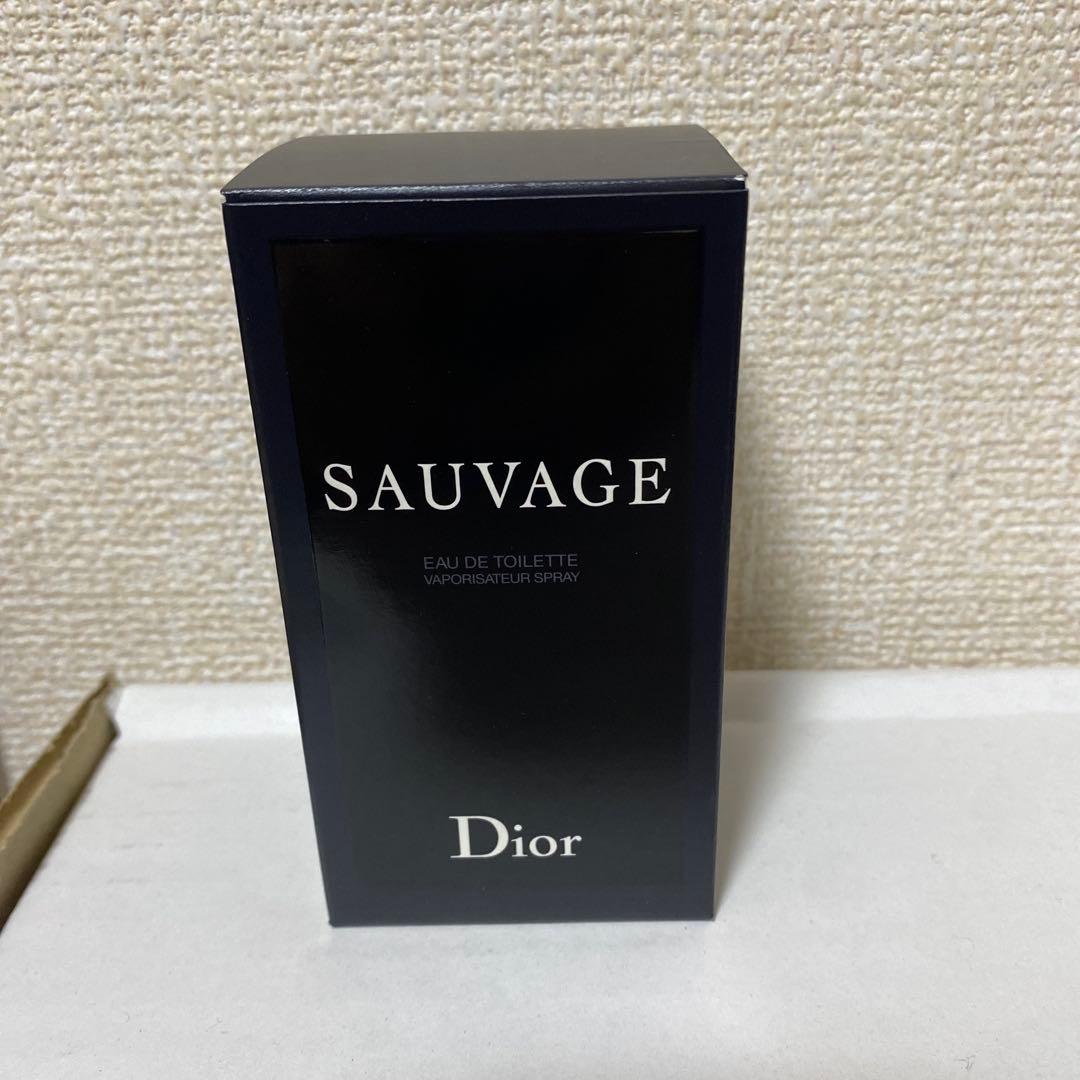 SAUVAGE
EAU DE TOILETTE
VAPORISATEUR SPRAY
Dior